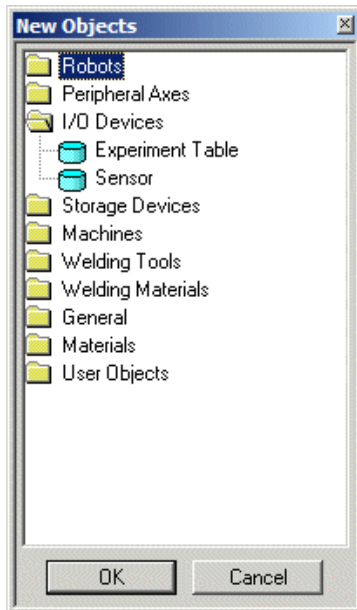 New Objects
Robots
Peripheral Axes
I/O Devices
Experiment Table
Sensor
Storage Devices
Machines
Welding Tools
Welding Materials
General
Materials
User Objects
OK Cancel